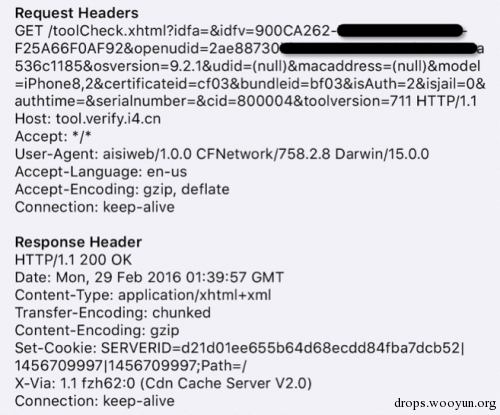 Request Headers
GET /toolCheck.xhtml?idfa=&idfv=900CA262-
F25A66F0AF92&openudid=2ae88730 a
536c1185&osversion=9.2.1&udid=(null)&macaddress=(null)&model
=iPhone8,2&certificateid=cf03&bundleid=bf03&isAuth=2&isjail=0&
authtime=&serialnumber=&cid=800004&toolversion=711 HTTP/1.1
Host: tool.verify.i4.cn
Accept: */*
User-Agent: aisiweb/1.0.0 CFNetwork/758.2.8 Darwin/15.0.0
Accept-Language: en-us
Accept-Encoding: gzip, deflate
Connection: keep-alive
Response Header
HTTP/1.1 200 OK
Date: Mon, 29 Feb 2016 01:39:57 GMT
Content-Type: application/xhtml+xml
Transfer-Encoding: chunked
Content-Encoding: gzip
Set-Cookie: SERVERID=d21d01ee655b64d68ecdd84fba7dcb52|
1456709997|1456709997;Path=/
X-Via: 1.1 fzh62:0 (Cdn Cache Server V2.0)
Connection: keep-alive
drops.wooyun.org